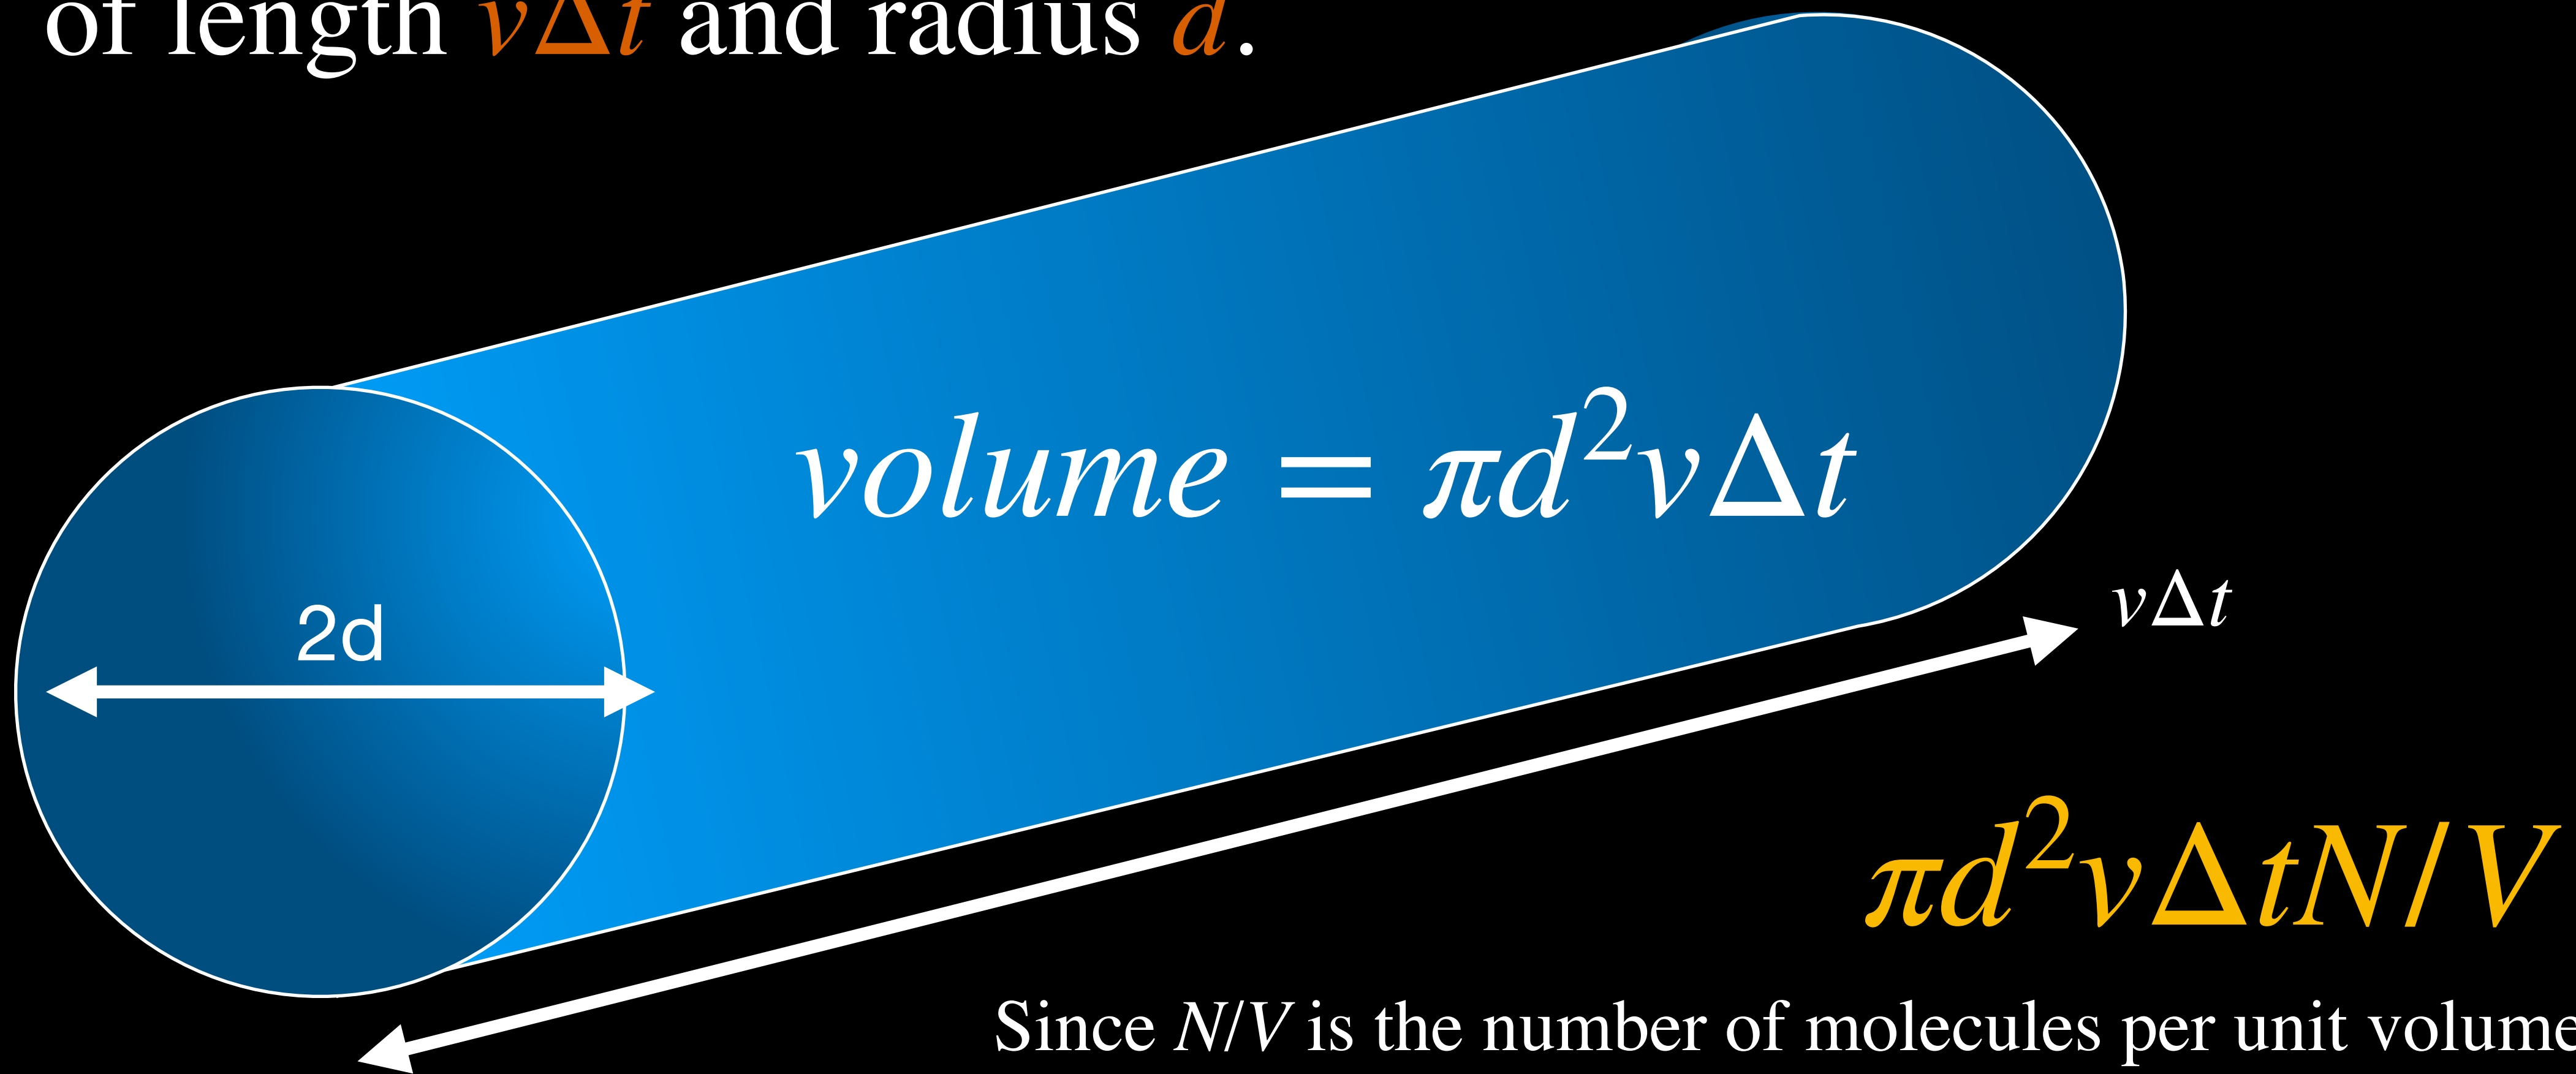 of length vΔt and radius d.
volume = πd²vΔt
2d
vΔt
πd²vΔtN/V
Since N/V is the number of molecules per unit volume